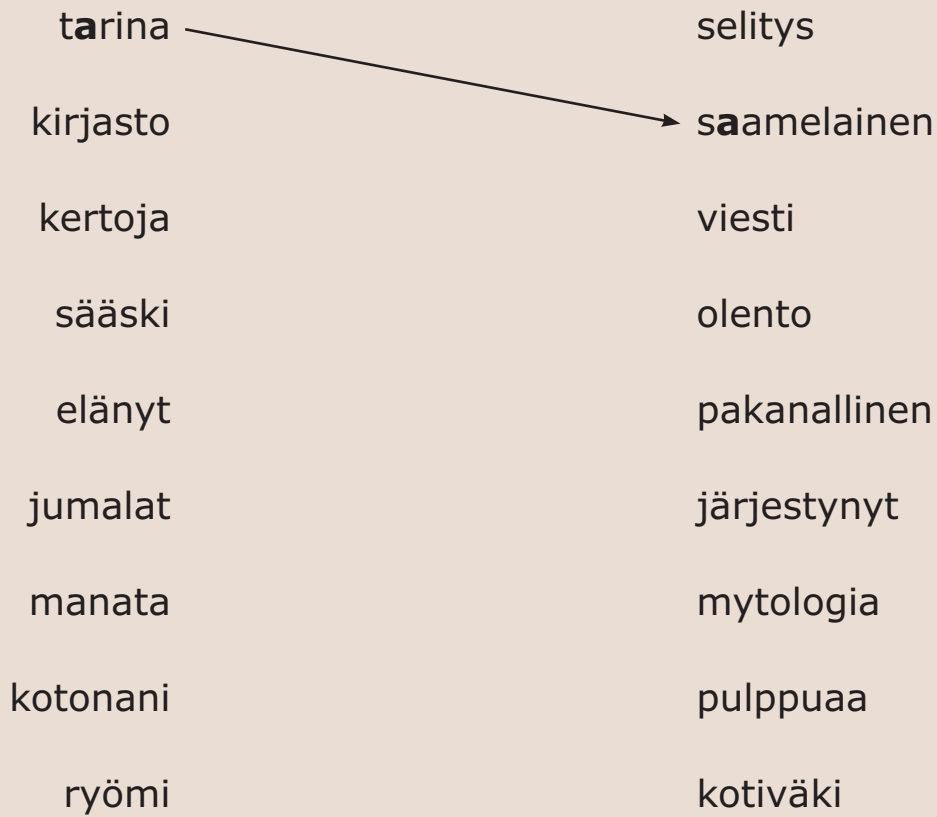 tarina selitys
kirjasto saamelainen
kertoja viesti
sääski olento
elänyt pakanallinen
jumalat järjestynyt
manata mytologia
kotonani pulppuaa
ryömi kotiväki